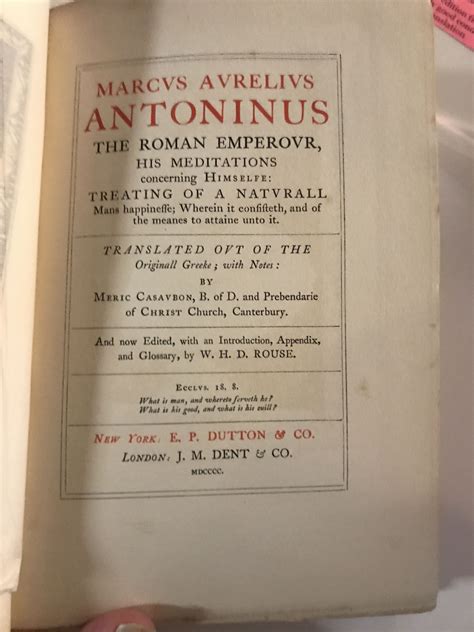 MARCVS AVRELIVS
ANTONINUS
THE ROMAN EMPEROVR,
HIS MEDITATIONS
concerning HIMSELFE:
TREATING OF A NATVRALL
Mans happineſſe; Wherein it conſiſteth, and of
the meanes to attaine unto it.
TRANSLATED OVT OF THE
Originall Greeke; with Notes:
BY
MERIC CASAVBON, B. of D. and Prebendarie
of CHRIST Church, Canterbury.
And now Edited, with an Introduction, Appendix,
and Glossary, by W. H. D. ROUSE.
ECCLVS. 18. 8.
What is man, and whereto ſerveth he?
What is his good, and what is his evill?
NEW YORK: E. P. DUTTON & CO.
LONDON: J. M. DENT & CO.
MDCCCC.
edition
good